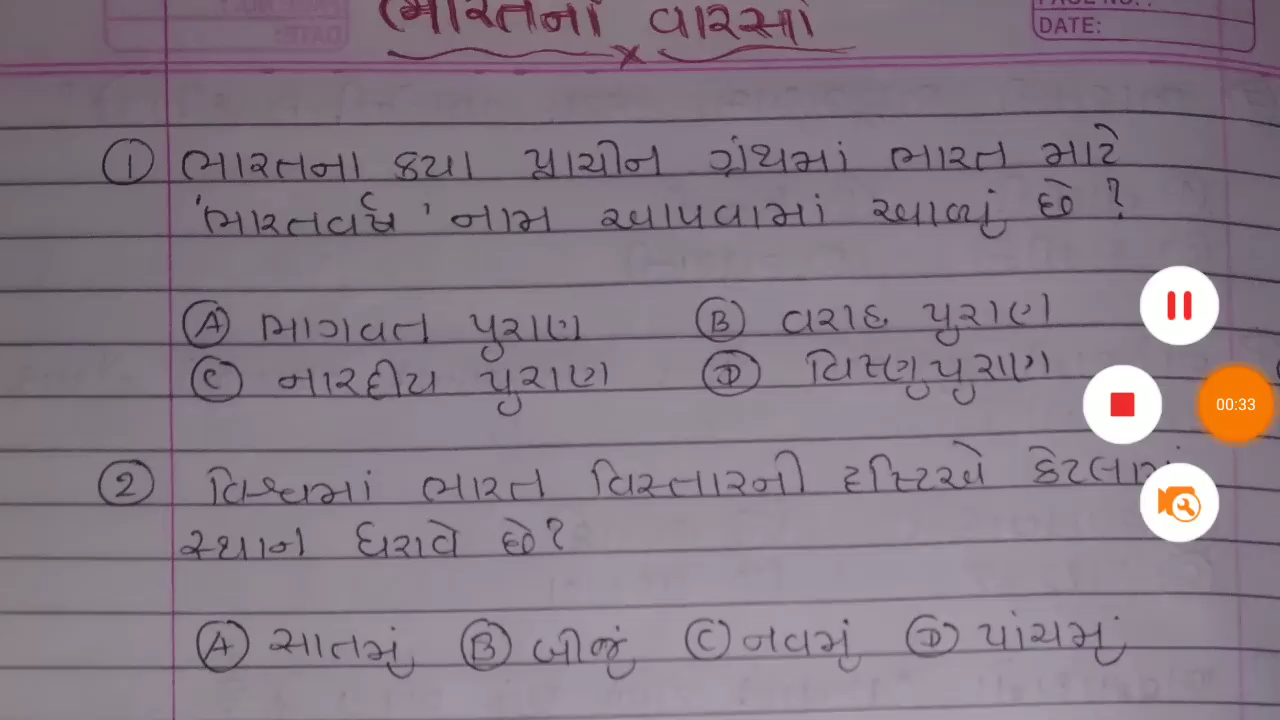 ભારતના વારસા
DATE:
① ભારતના કયા પ્રાચીન ગ્રંથમાં ભારત માટે
'ભારતવર્ષ' નામ આપવામાં આવ્યું છે?
Ⓐ ભાગવત પુરાણ Ⓑ વરાહ પુરાણ
Ⓒ નારદીય પુરાણ Ⓓ વિષ્ણુપુરાણ
② વિશ્વમાં ભારત વિસ્તારની દ્રષ્ટિએ
સ્થાન ધરાવે છે?
Ⓐ સાતમું Ⓑ બીજું Ⓒ નવમું Ⓓ પાંચમું
00:33